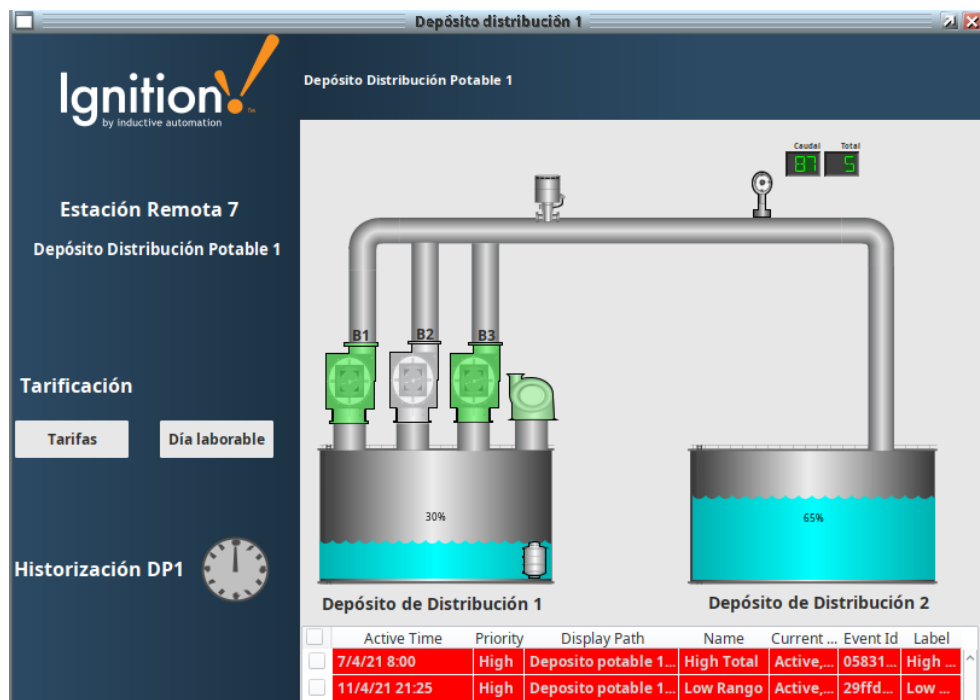 Depósito distribución 1
Ignition!
by inductive automation
Depósito Distribución Potable 1
Caudal Total
87 5
Estación Remota 7
Depósito Distribución Potable 1
B1 B2 B3
Tarificación
Tarifas Día laborable
30%
65%
Historización DP1
Depósito de Distribución 1 Depósito de Distribución 2
Active Time Priority Display Path Name Current ... Event Id Label
7/4/21 8:00 High Deposito potable 1... High Total Active,... 05831... High ...
11/4/21 21:25 High Deposito potable 1... Low Rango Active,... 29ffd... Low ...